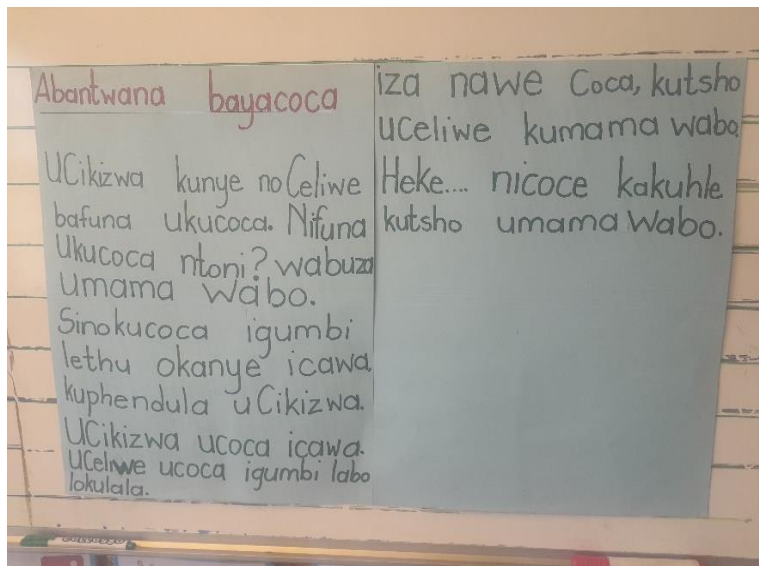 Abantwana bayacoca
UCikizwa kunye noCeliwe
bafuna ukucoca. Nifuna
Ukucoca ntoni? wabuza
umama wabo.
Sinokucoca igumbi
lethu okanye icawa
kuphendula uCikizwa.
UCikizwa ucoca icawa.
UCeliwe ucoca igumbi labo
lokulala.
iza nawe Coca, kutsho
uCeliwe kumama wabo.
Heke.... nicoce kakuhle
kutsho umama Wabo.